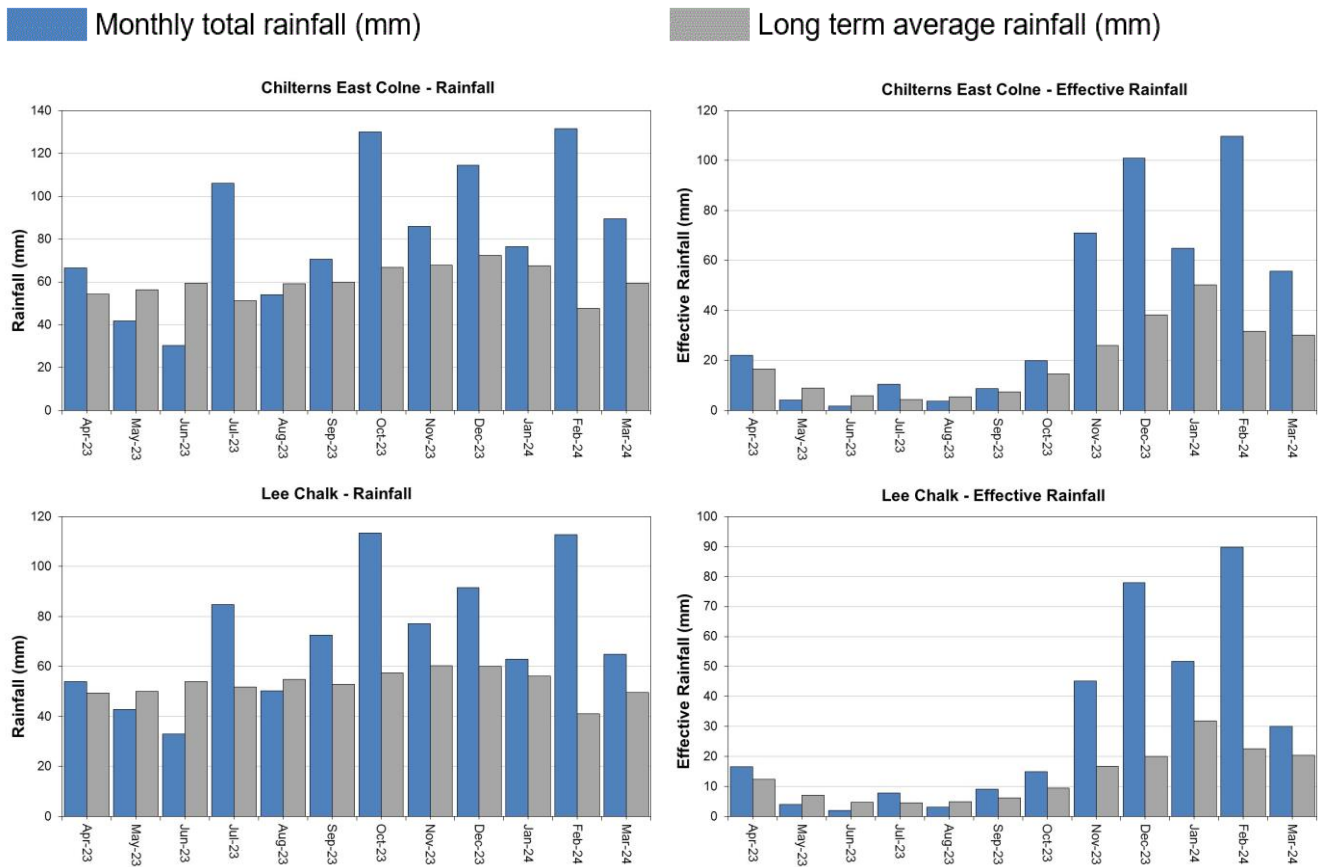 Monthly total rainfall (mm)
Long term average rainfall (mm)
Chilterns East Colne - Rainfall
Rainfall (mm)
140
120
100
80
60
40
20
0
Apr-23
May-23
Jun-23
Jul-23
Aug-23
Sep-23
Oct-23
Nov-23
Dec-23
Jan-24
Feb-24
Mar-24
Chilterns East Colne - Effective Rainfall
Effective Rainfall (mm)
120
100
80
60
40
20
0
Apr-23
May-23
Jun-23
Jul-23
Aug-23
Sep-23
Oct-23
Nov-23
Dec-23
Jan-24
Feb-24
Mar-24
Lee Chalk - Rainfall
Rainfall (mm)
120
100
80
60
40
20
0
Apr-23
May-23
Jun-23
Jul-23
Aug-23
Sep-23
Oct-23
Nov-23
Dec-23
Jan-24
Feb-24
Mar-24
Lee Chalk - Effective Rainfall
Effective Rainfall (mm)
100
90
80
70
60
50
40
30
20
10
0
Apr-23
May-23
Jun-23
Jul-23
Aug-23
Sep-23
Oct-23
Nov-23
Dec-23
Jan-24
Feb-24
Mar-24